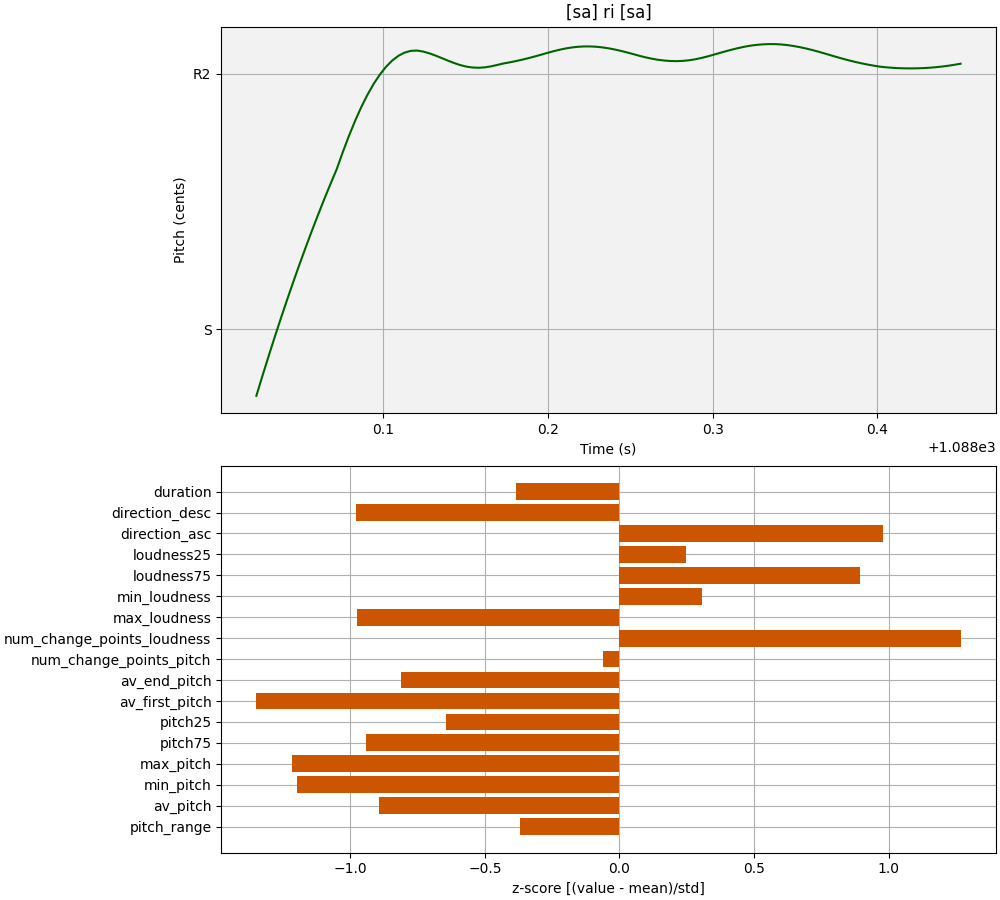 [sa] ri [sa]
R2
S
Pitch (cents)
0.1 0.2 0.3 0.4
Time (s)
+1.088e3
duration
direction_desc
direction_asc
loudness25
loudness75
min_loudness
max_loudness
num_change_points_loudness
num_change_points_pitch
av_end_pitch
av_first_pitch
pitch25
pitch75
max_pitch
min_pitch
av_pitch
pitch_range
−1.0 −0.5 0.0 0.5 1.0
z-score [(value - mean)/std]